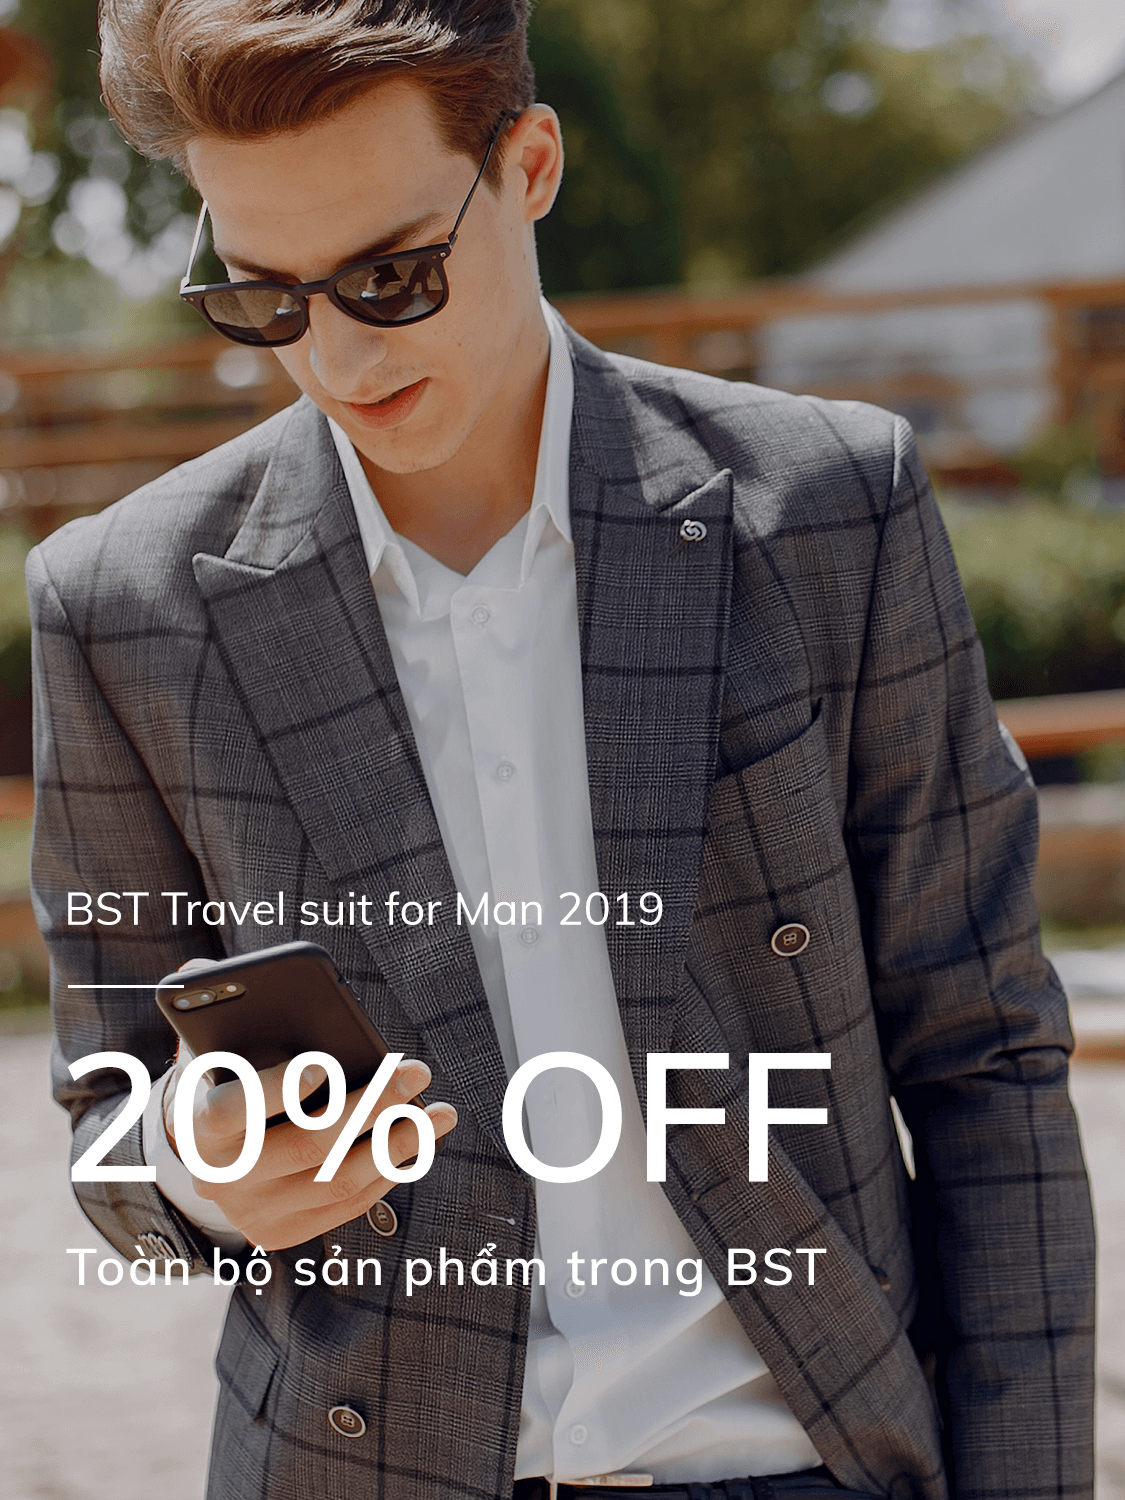 BST Travel suit for Man 2019
20% OFF
Toàn bộ sản phẩm trong BST